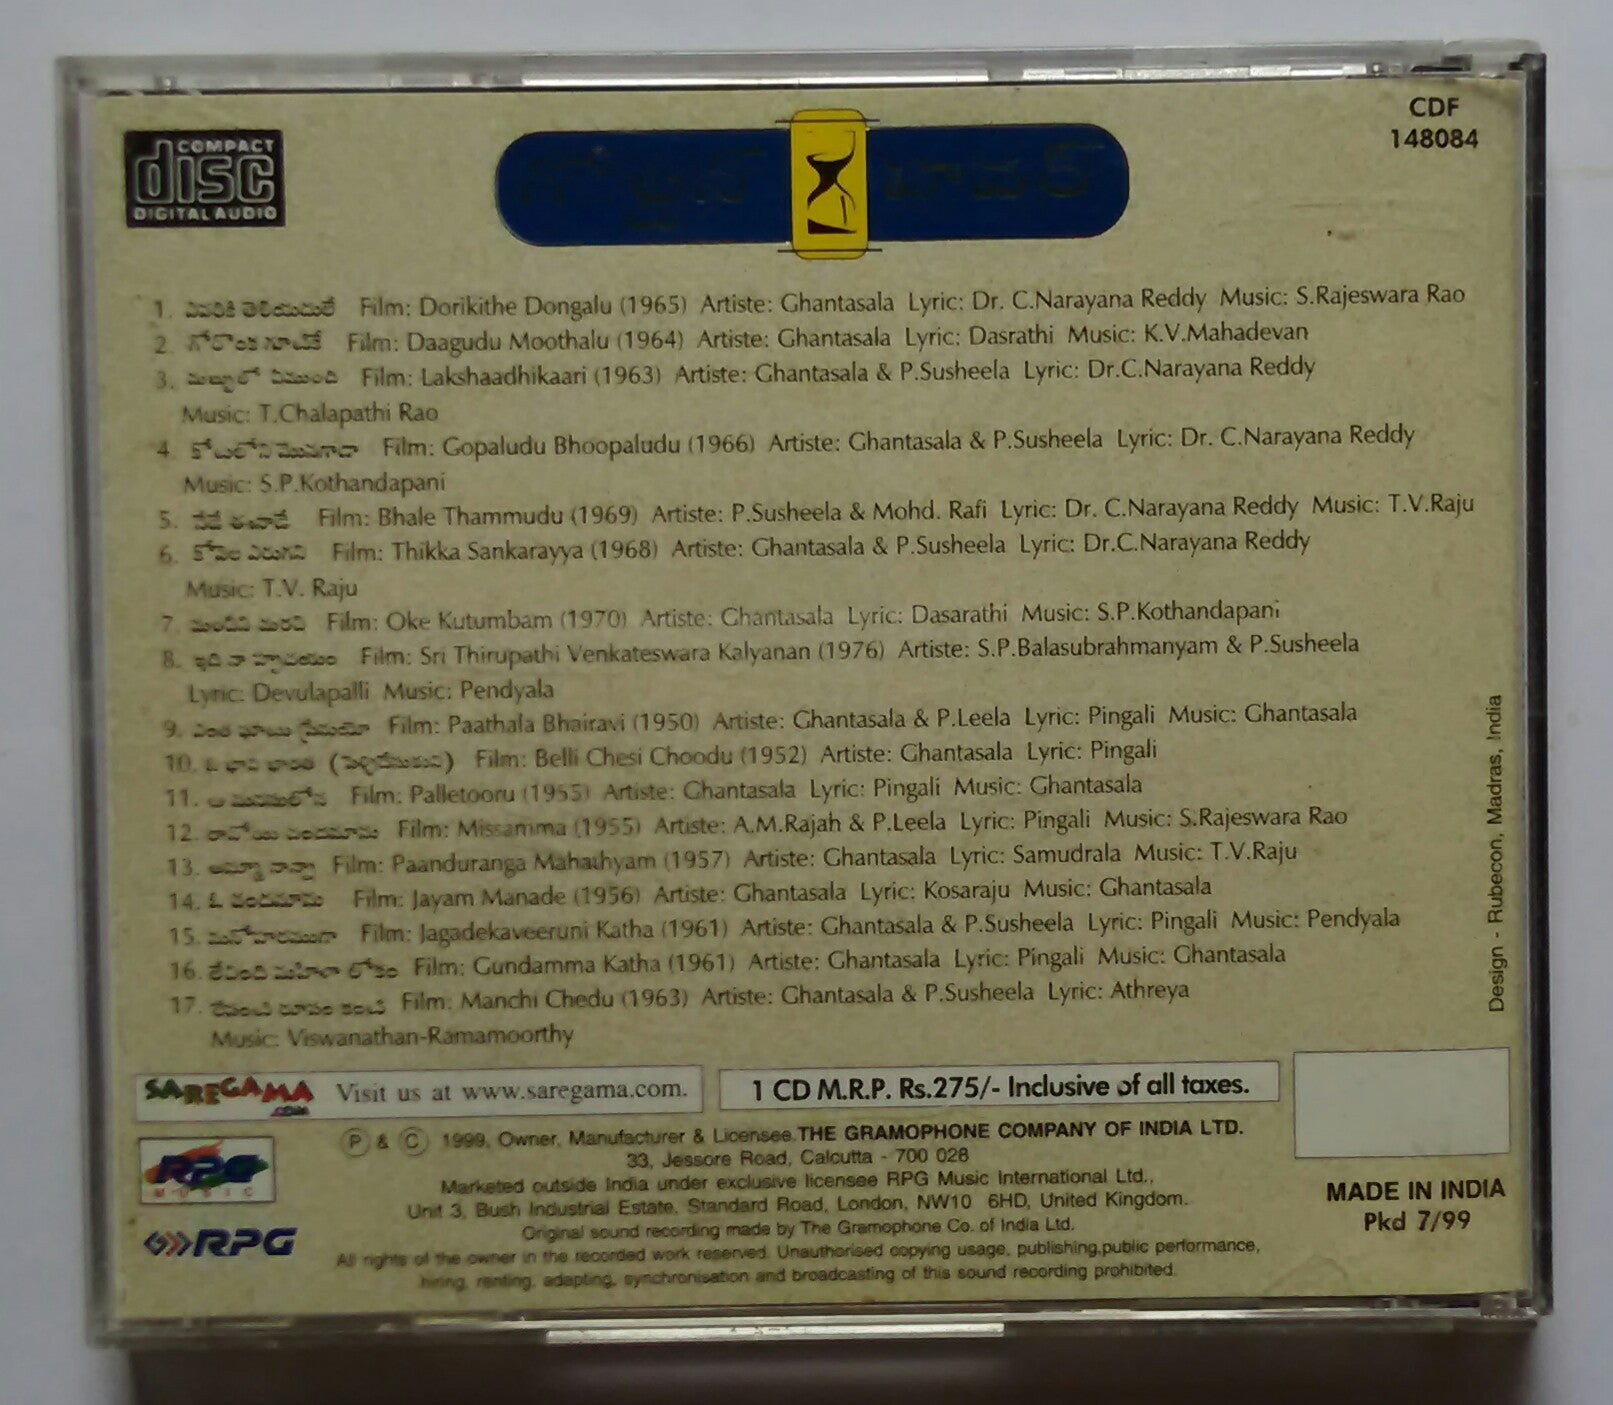 CDF
148084
COMPACT
disc
DIGITAL AUDIO
1. Film: Dorikithe Dongalu (1965) Artiste: Ghantasala Lyric: Dr. C.Narayana Reddy Music: S.Rajeswara Rao
2. Film: Daagudu Moothalu (1964) Artiste: Ghantasala Lyric: Dasrathi Music: K.V.Mahadevan
3. Film: Lakshaadhikaari (1963) Artiste: Ghantasala & P.Susheela Lyric: Dr.C.Narayana Reddy
Music: T.Chalapathi Rao
4 Film: Gopaludu Bhoopaludu (1966) Artiste: Ghantasala & P.Susheela Lyric: Dr. C.Narayana Reddy
Music: S.P.Kothandapani
5. Film: Bhale Thammudu (1969) Artiste: P.Susheela & Mohd. Rafi Lyric: Dr. C.Narayana Reddy Music: T.V.Raju
6. Film: Thikka Sankarayya (1968) Artiste: Ghantasala & P.Susheela Lyric: Dr.C.Narayana Reddy
Music: T.V. Raju
7. Film: Oke Kutumbam (1970) Artiste: Ghantasala Lyric: Dasarathi Music: S.P.Kothandapani
8. Film: Sri Thirupathi Venkateswara Kalyanan (1976) Artiste: S.P.Balasubrahmanyam & P.Susheela
Lyric: Devulapalli Music: Pendyala
9. Film: Paathala Bhairavi (1950) Artiste: Ghantasala & P.Leela Lyric: Pingali Music: Ghantasala
10. Film: Belli Chesi Choodu (1952) Artiste: Ghantasala Lyric: Pingali
11. Film: Palletooru (1955) Artiste: Ghantasala Lyric: Pingali Music: Ghantasala
12. Film: Missamma (1955) Artiste: A.M.Rajah & P.Leela Lyric: Pingali Music: S.Rajeswara Rao
13. Film: Paanduranga Mahathyam (1957) Artiste: Ghantasala Lyric: Samudrala Music: T.V.Raju
14. Film: Jayam Manade (1956) Artiste: Ghantasala Lyric: Kosaraju Music: Ghantasala
15. Film: Jagadekaveeruni Katha (1961) Artiste: Ghantasala & P.Susheela Lyric: Pingali Music: Pendyala
16. Film: Gundamma Katha (1961) Artiste: Ghantasala Lyric: Pingali Music: Ghantasala
17. Film: Manchi Chedu (1963) Artiste: Ghantasala & P.Susheela Lyric: Athreya
Music: Viswanathan-Ramamoorthy
Design - Rubecon, Madras, India
SAREGAMA .COM Visit us at www.saregama.com.
1 CD M.R.P. Rs.275/- Inclusive of all taxes.
RPG
MUSIC
RPG
Ⓟ & Ⓒ 1999, Owner, Manufacturer & Licensee THE GRAMOPHONE COMPANY OF INDIA LTD.
33, Jessore Road, Calcutta - 700 028
Marketed outside India under exclusive licensee RPG Music International Ltd.,
Unit 3, Bush Industrial Estate, Standard Road, London, NW10 6HD, United Kingdom.
Original sound recording made by The Gramophone Co. of India Ltd.
All rights of the owner in the recorded work reserved. Unauthorised copying usage, publishing,public performance,
hiring, renting, adapting, synchronisation and broadcasting of this sound recording prohibited.
MADE IN INDIA
Pkd 7/99